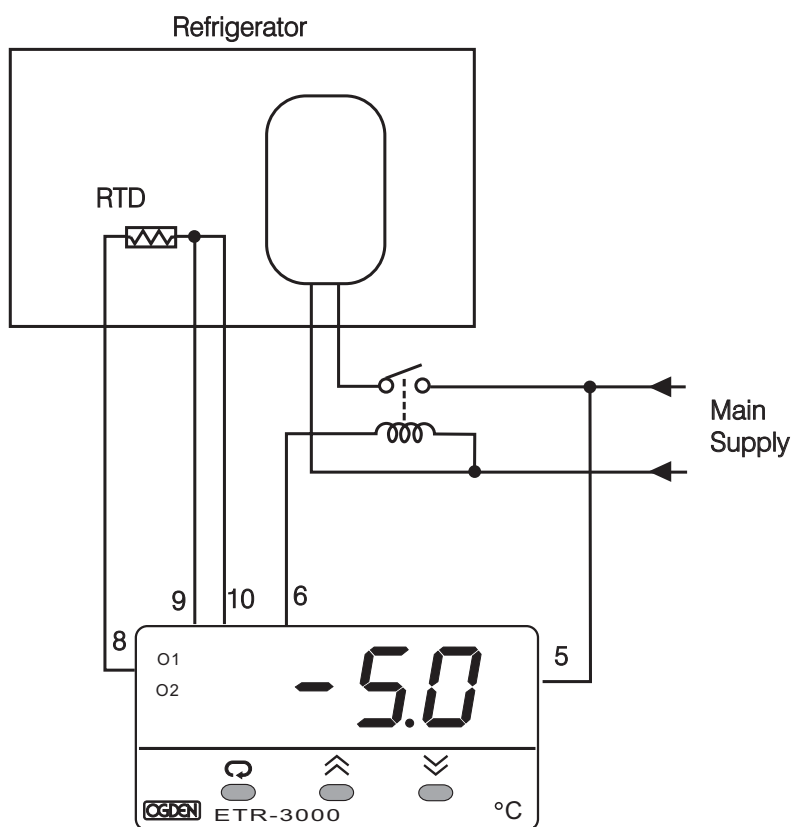 Refrigerator
RTD
Main
Supply
9
10
6
8
5
O1
O2
-5.0
OGDEN
ETR-3000
°C